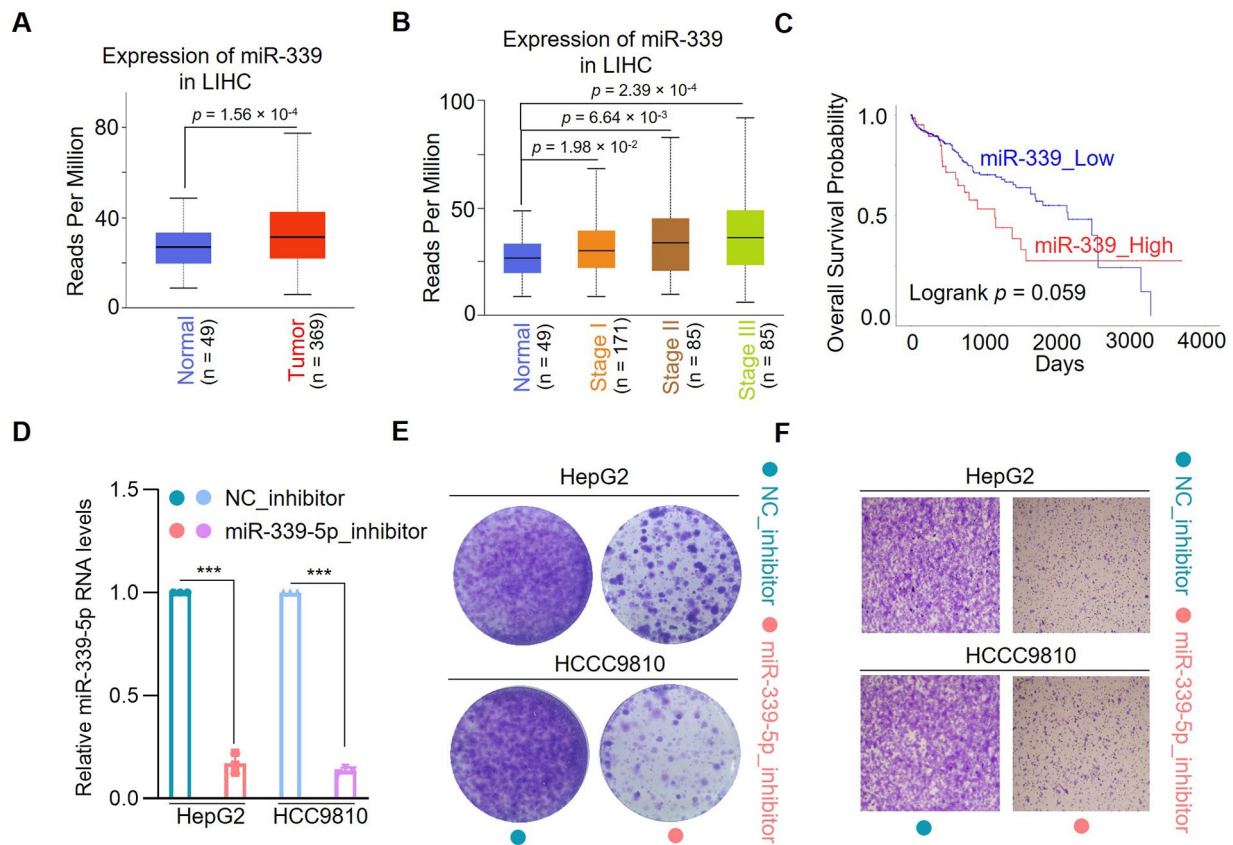 A
Expression of miR-339
in LIHC
p = 1.56 × 10-4
Reads Per Million
80
40
0
Normal
(n = 49)
Tumor
(n = 369)
B
Expression of miR-339
in LIHC
p = 2.39 × 10-4
p = 6.64 × 10-3
p = 1.98 × 10-2
Reads Per Million
100
50
0
Normal
(n = 49)
Stage I
(n = 171)
Stage II
(n = 85)
Stage III
(n = 85)
C
Overall Survival Probability
1.0
0.5
0.0
miR-339_Low
miR-339_High
Logrank p = 0.059
0
1000
2000
3000
4000
Days
D
Relative miR-339-5p RNA levels
1.5
1.0
0.5
0.0
NC_inhibitor
miR-339-5p_inhibitor
***
***
HepG2
HCC9810
E
HepG2
HCCC9810
NC_inhibitor
miR-339-5p_inhibitor
F
HepG2
HCCC9810
NC_inhibitor
miR-339-5p_inhibitor